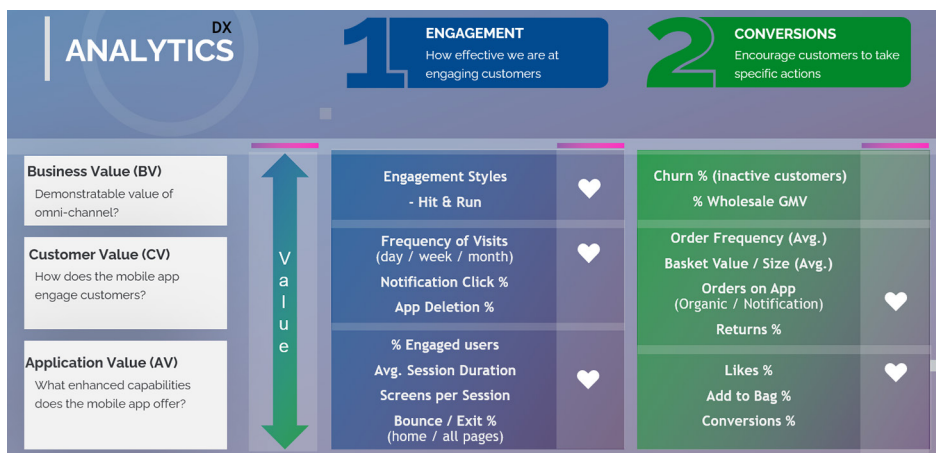 DX
ANALYTICS
1
ENGAGEMENT
How effective we are at
engaging customers
2
CONVERSIONS
Encourage customers to take
specific actions
Business Value (BV)
Demonstratable value of
omni-channel?
Customer Value (CV)
How does the mobile app
engage customers?
Application Value (AV)
What enhanced capabilities
does the mobile app offer?
Value
Engagement Styles
- Hit & Run
Frequency of Visits
(day / week / month)
Notification Click %
App Deletion %
% Engaged users
Avg. Session Duration
Screens per Session
Bounce / Exit %
(home / all pages)
Churn % (inactive customers)
% Wholesale GMV
Order Frequency (Avg.)
Basket Value / Size (Avg.)
Orders on App
(Organic / Notification)
Returns %
Likes %
Add to Bag %
Conversions %